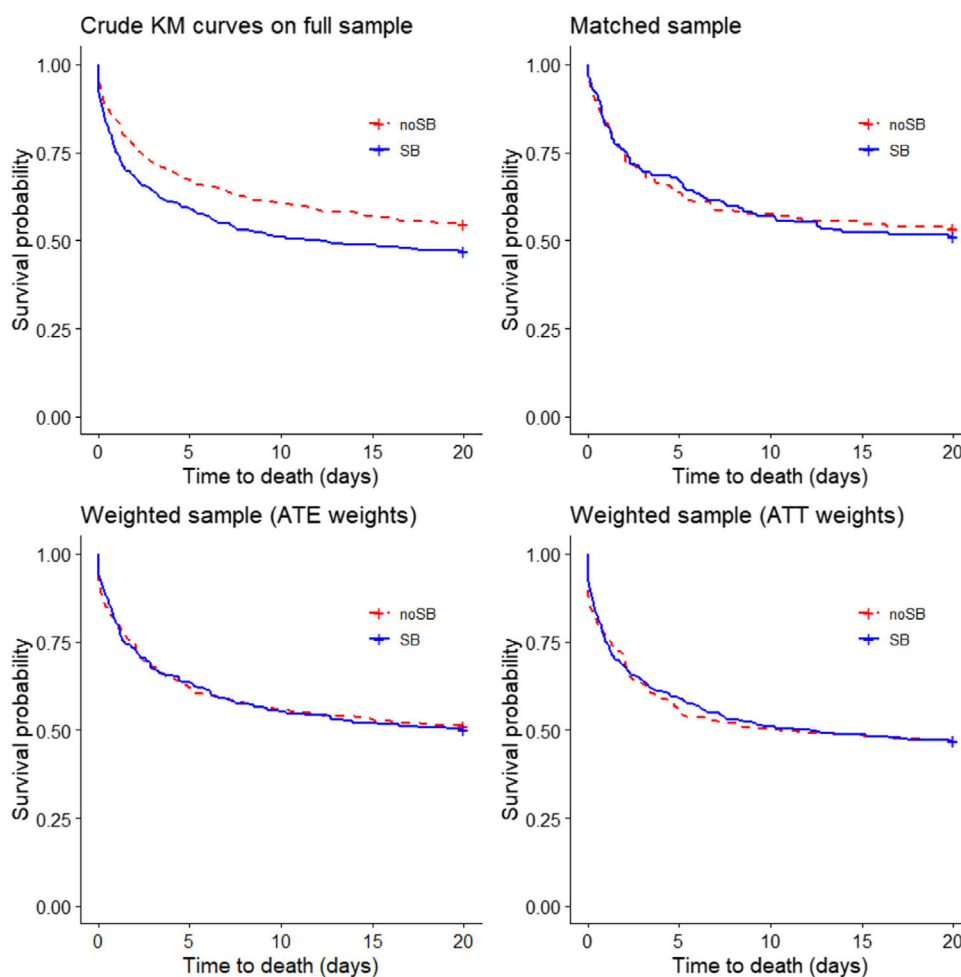 Crude KM curves on full sample
Survival probability
1.00
0.75
0.50
0.25
0.00
noSB
SB
0 5 10 15 20
Time to death (days)
Matched sample
Survival probability
1.00
0.75
0.50
0.25
0.00
noSB
SB
0 5 10 15 20
Time to death (days)
Weighted sample (ATE weights)
Survival probability
1.00
0.75
0.50
0.25
0.00
noSB
SB
0 5 10 15 20
Time to death (days)
Weighted sample (ATT weights)
Survival probability
1.00
0.75
0.50
0.25
0.00
noSB
SB
0 5 10 15 20
Time to death (days)